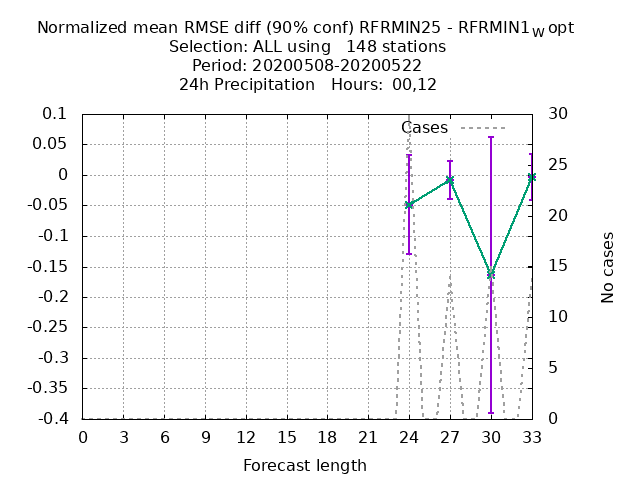 Normalized mean RMSE diff (90% conf) RFRMIN25 - RFRMIN1w opt
Selection: ALL using 148 stations
Period: 20200508-20200522
24h Precipitation Hours: 00,12
Cases
0.1
0.05
0
-0.05
-0.1
-0.15
-0.2
-0.25
-0.3
-0.35
-0.4
30
25
20
15
10
5
0
No cases
0 3 6 9 12 15 18 21 24 27 30 33
Forecast length